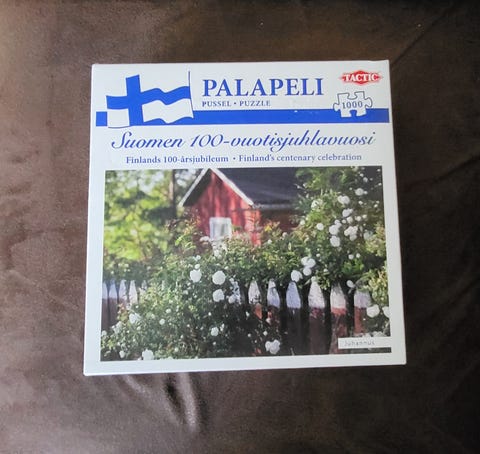 PALAPELI
TACTIC
PUSSEL • PUZZLE
1000
Suomen 100-vuotisjuhlavuosi
Finlands 100-årsjubileum • Finland's centenary celebration
Juhannus